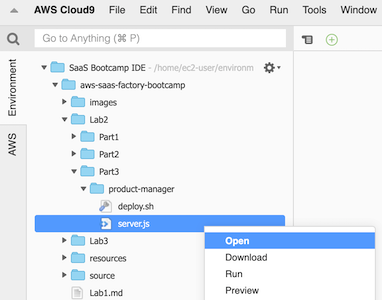 AWS Cloud9 File Edit Find View Go Run Tools Window
Go to Anything (⌘ P)
Environment
AWS
SaaS Bootcamp IDE - /home/ec2-user/environm
aws-saas-factory-bootcamp
images
Lab2
Part1
Part2
Part3
product-manager
deploy.sh
server.js
Lab3
resources
source
Lab1.md
Open
Download
Run
Preview